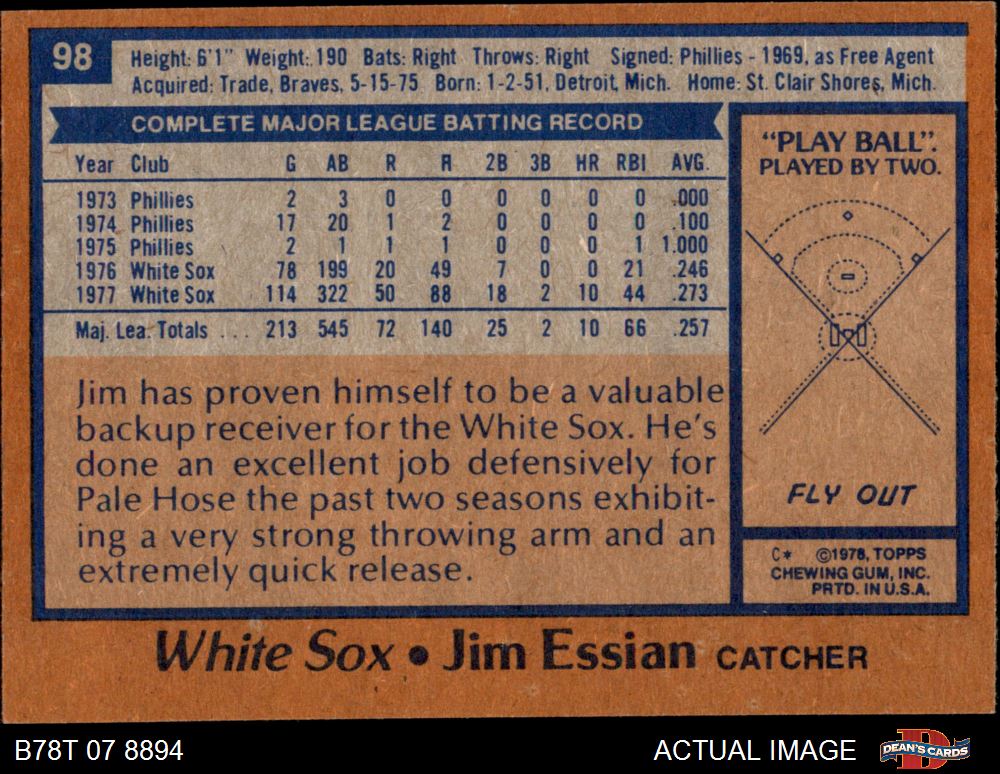 98
Height: 6'1" Weight: 190 Bats: Right Throws: Right Signed: Phillies - 1969, as Free Agent
Acquired: Trade, Braves, 5-15-75 Born: 1-2-51, Detroit, Mich. Home: St. Clair Shores, Mich.
COMPLETE MAJOR LEAGUE BATTING RECORD
Year Club G AB R H 2B 3B HR RBI AVG.
1973 Phillies 2 3 0 0 0 0 0 0 .000
1974 Phillies 17 20 1 2 0 0 0 0 .100
1975 Phillies 2 1 1 1 0 0 0 1 1.000
1976 White Sox 78 199 20 49 7 0 0 21 .246
1977 White Sox 114 322 50 88 18 2 10 44 .273
Maj. Lea. Totals . . . 213 545 72 140 25 2 10 66 .257
Jim has proven himself to be a valuable
backup receiver for the White Sox. He's
done an excellent job defensively for
Pale Hose the past two seasons exhibit-
ing a very strong throwing arm and an
extremely quick release.
"PLAY BALL".
PLAYED BY TWO.
FLY OUT
C* ©1978, TOPPS
CHEWING GUM, INC.
PRTD. IN U.S.A.
White Sox • Jim Essian CATCHER
B78T 07 8894 ACTUAL IMAGE DEAN'S CARDS